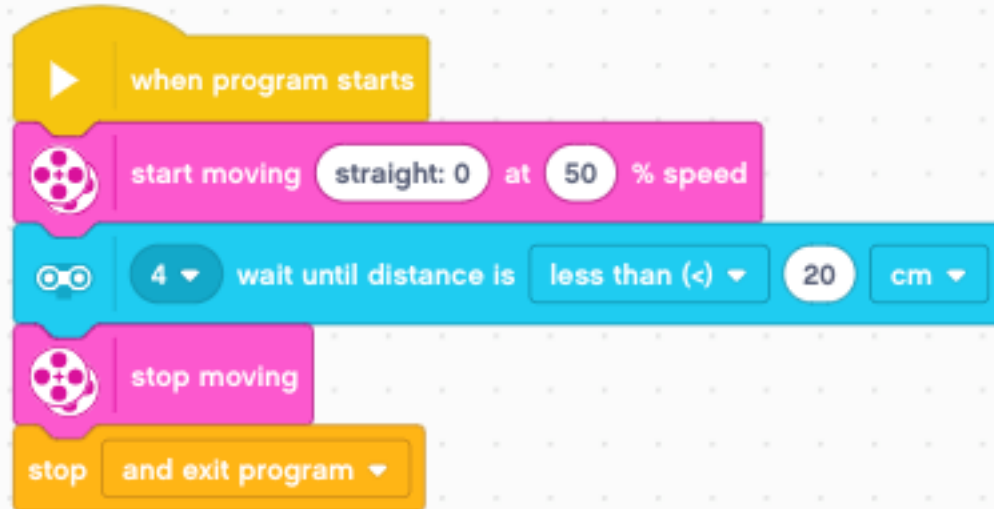 when program starts
start moving straight: 0 at 50 % speed
4 wait until distance is less than (<) 20 cm
stop moving
stop and exit program